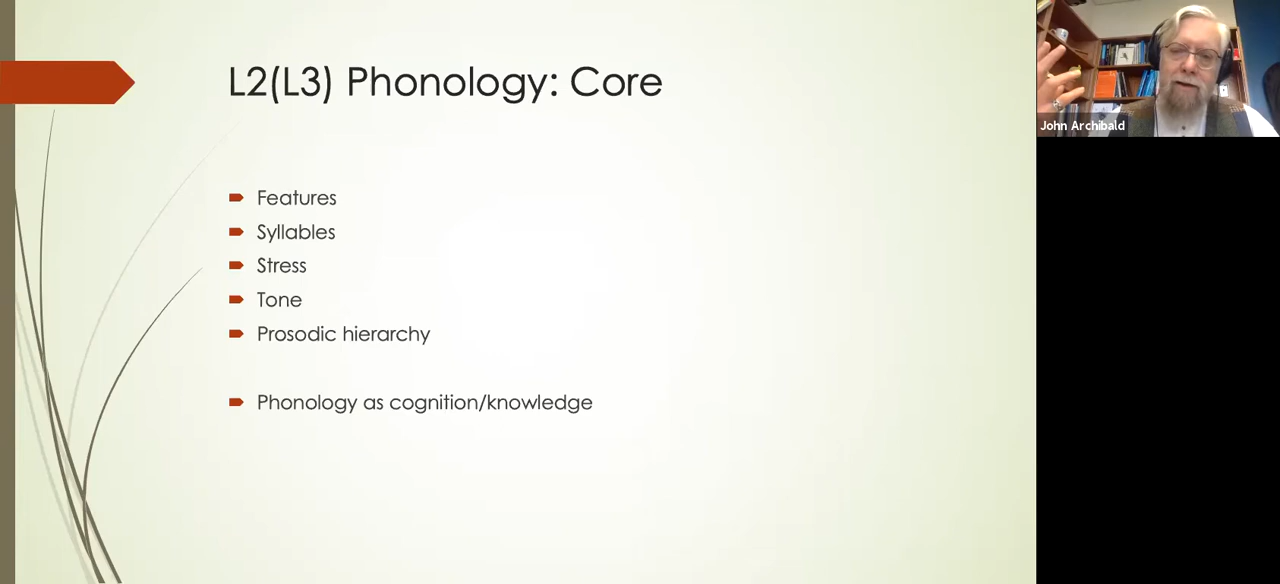 L2(L3) Phonology: Core
Features
Syllables
Stress
Tone
Prosodic hierarchy
Phonology as cognition/knowledge
John Archibald